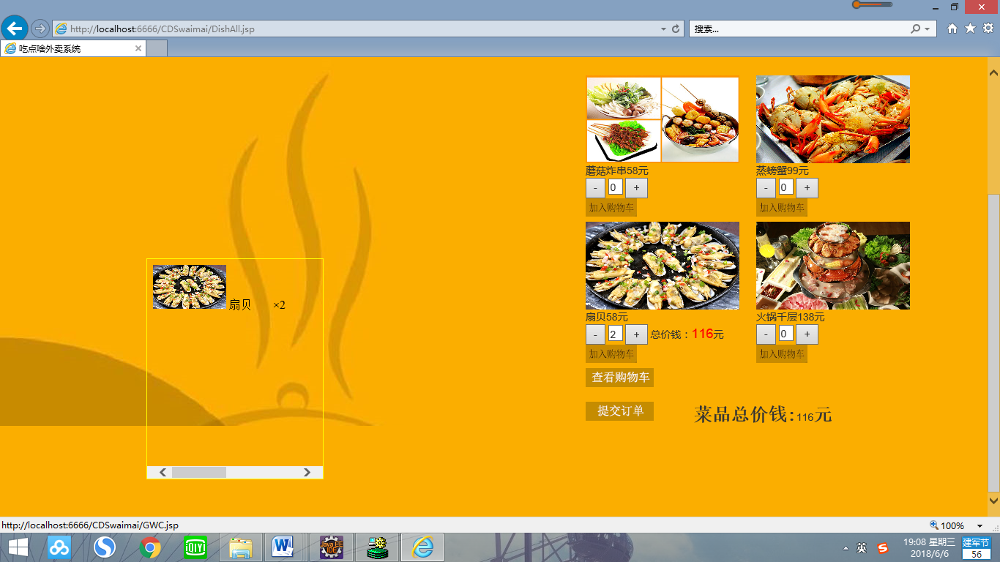 http://localhost:6666/CDSwaimai/DishAll.jsp
搜索...
吃点啥外卖系统
蘑菇炸串58元
- 0 +
加入购物车
蒸螃蟹99元
- 0 +
加入购物车
扇贝 ×2
扇贝58元
- 2 + 总价钱：116元
加入购物车
火锅千层138元
- 0 +
加入购物车
查看购物车
提交订单
菜品总价钱:116元
http://localhost:6666/CDSwaimai/GWC.jsp
100%
iQIYI
W
Java EE
IDE
英
S
19:08 星期三
2018/6/6
建军节
56